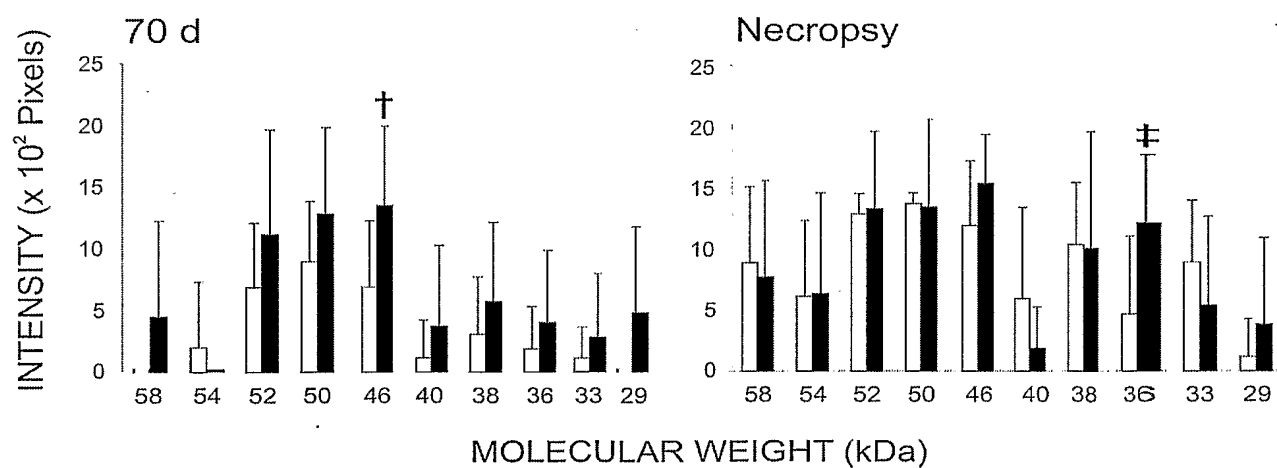 70 d
Necropsy
INTENSITY (x 10² Pixels)
25
20
15
10
5
0
†
58 54 52 50 46 40 38 36 33 29
25
20
15
10
5
0
‡
58 54 52 50 46 40 38 36 33 29
MOLECULAR WEIGHT (kDa)